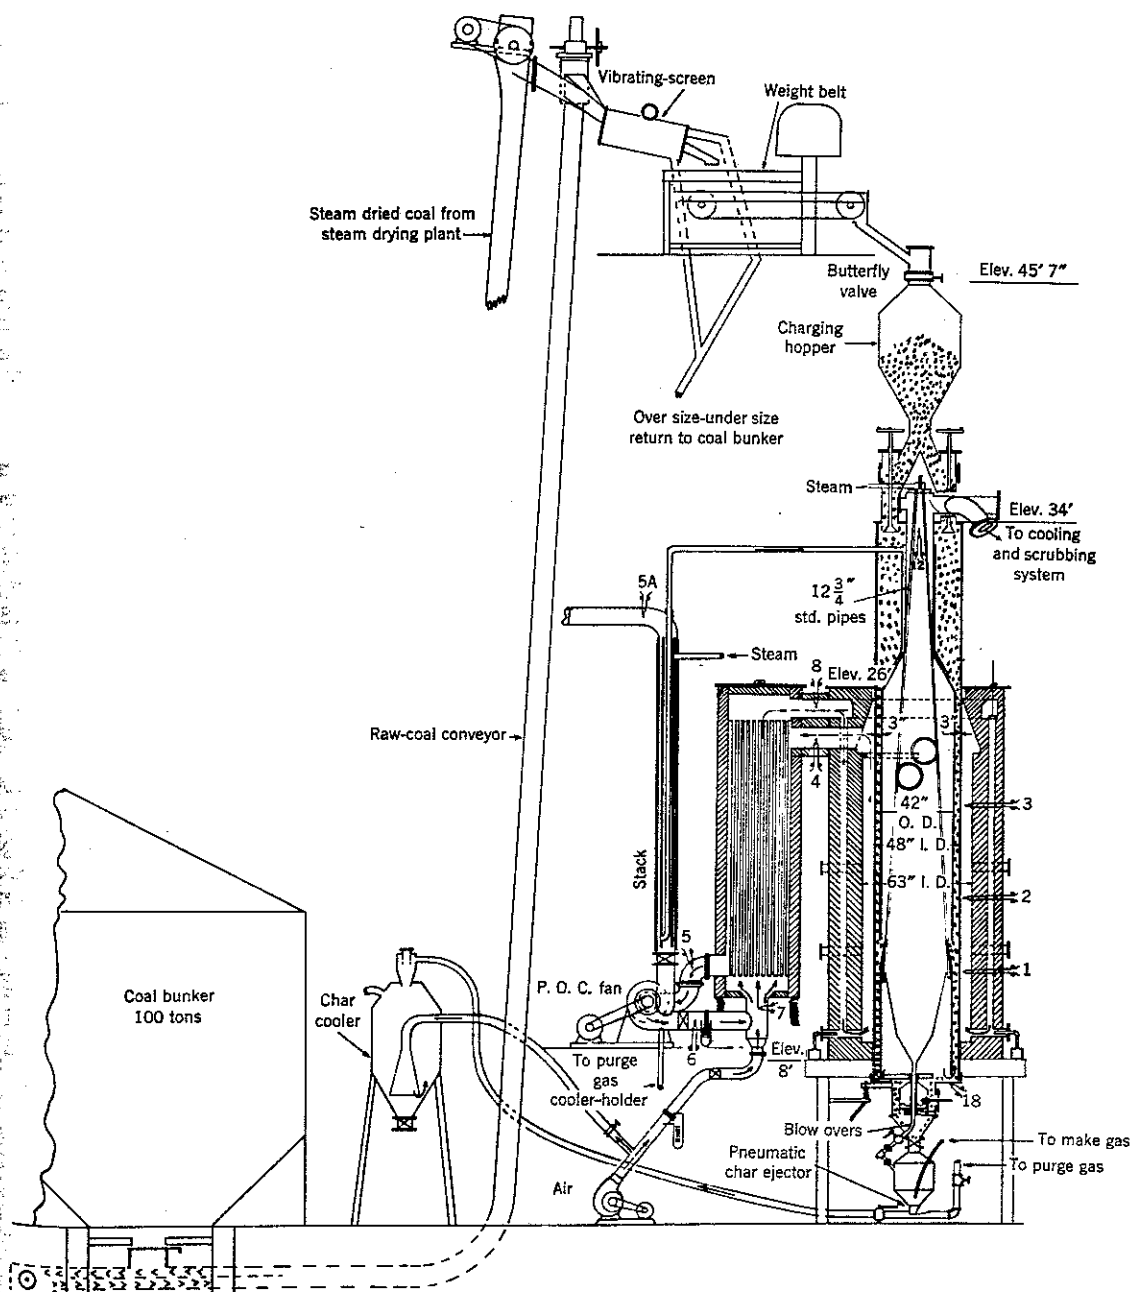 Vibrating-screen
Weight belt
Steam dried coal from
steam drying plant
Butterfly
valve
Elev. 45' 7"
Charging
hopper
Over size-under size
return to coal bunker
Steam
Elev. 34'
To cooling
and scrubbing
system
12
12 3/4"
std. pipes
5A
Steam
8
Elev. 26'
Raw-coal conveyor
3"
3"
4
42"
O. D.
3
48" I. D.
Stack
63" I. D.
2
5
1
P. O. C. fan
Coal bunker
100 tons
Char
cooler
7
6
Elev.
8'
To purge
gas
cooler-holder
18
Blow overs
To make gas
Pneumatic
char ejector
To purge gas
Air